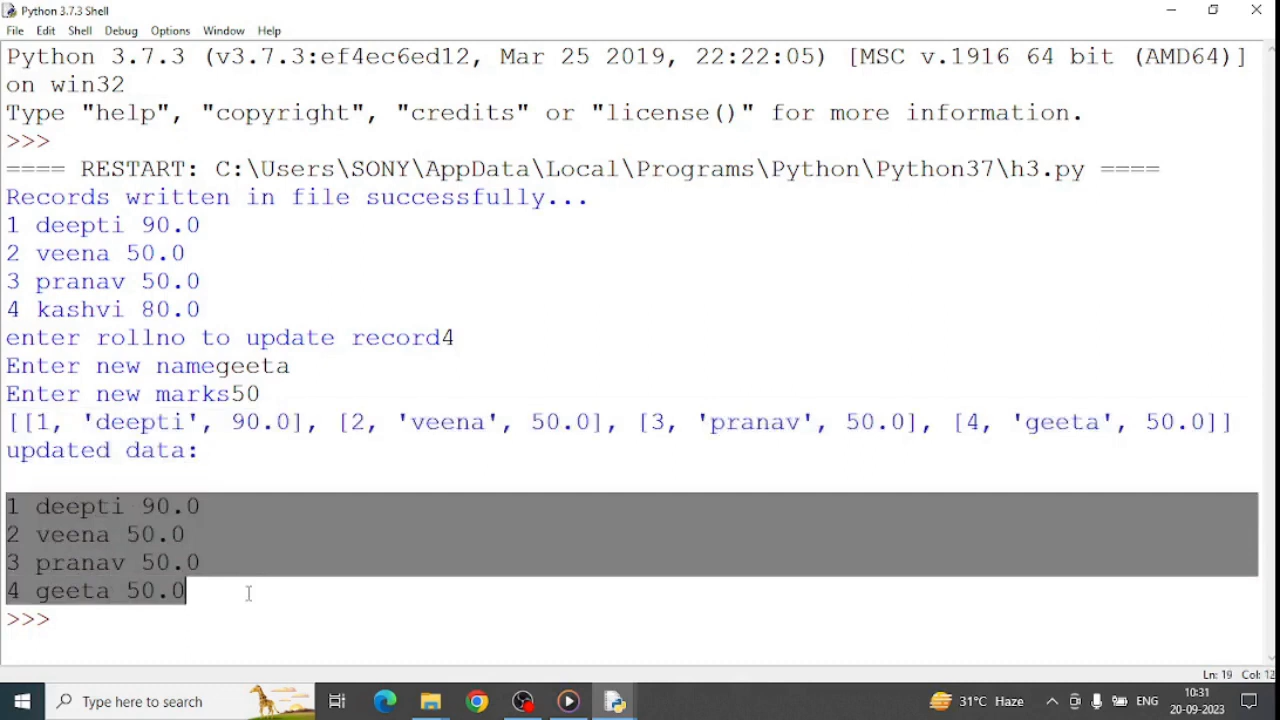 Python 3.7.3 Shell
File Edit Shell Debug Options Window Help
Python 3.7.3 (v3.7.3:ef4ec6ed12, Mar 25 2019, 22:22:05) [MSC v.1916 64 bit (AMD64)]
on win32
Type "help", "copyright", "credits" or "license()" for more information.
>>>
==== RESTART: C:\Users\SONY\AppData\Local\Programs\Python\Python37\h3.py ====
Records written in file successfully...
1 deepti 90.0
2 veena 50.0
3 pranav 50.0
4 kashvi 80.0
enter rollno to update record4
Enter new namegeeta
Enter new marks50
[[1, 'deepti', 90.0], [2, 'veena', 50.0], [3, 'pranav', 50.0], [4, 'geeta', 50.0]]
updated data:
1 deepti 90.0
2 veena 50.0
3 pranav 50.0
4 geeta 50.0
>>>
Ln: 19 Col: 12
Type here to search
31°C Haze
ENG
10:31
20-09-2023